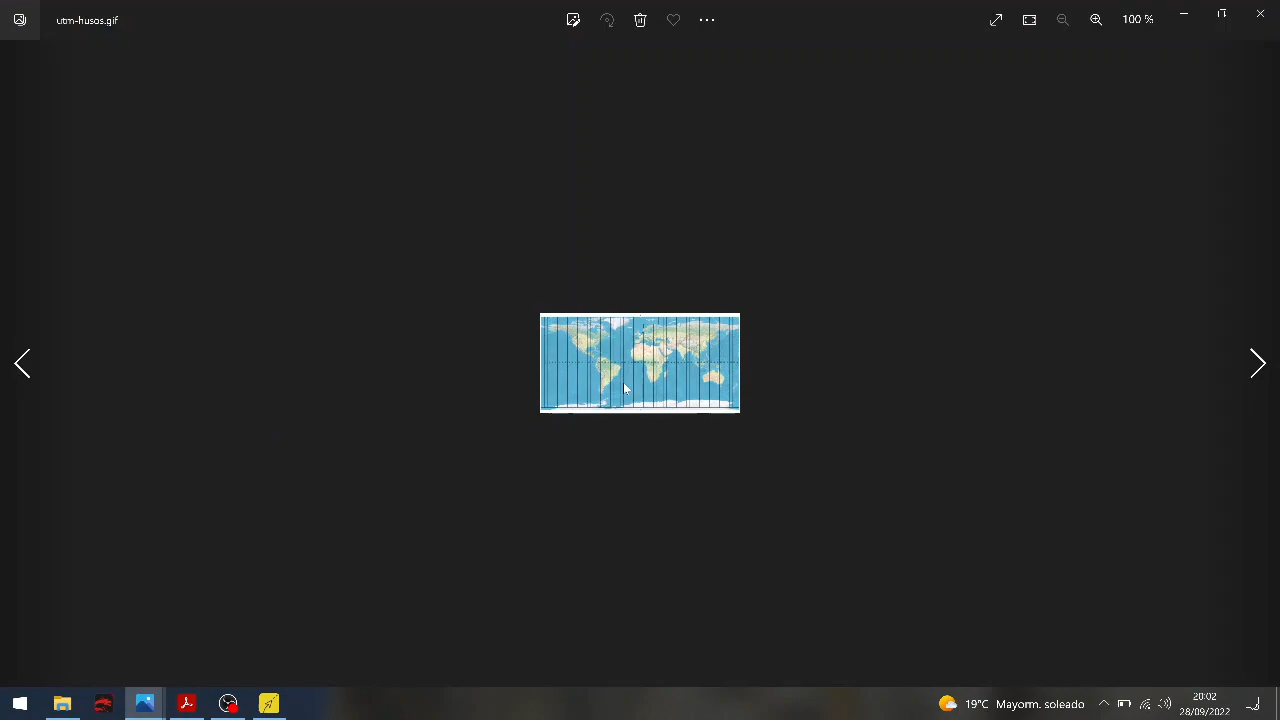 utm-husos.gif
100 %
19°C Mayorm. soleado
20:02
28/09/2022